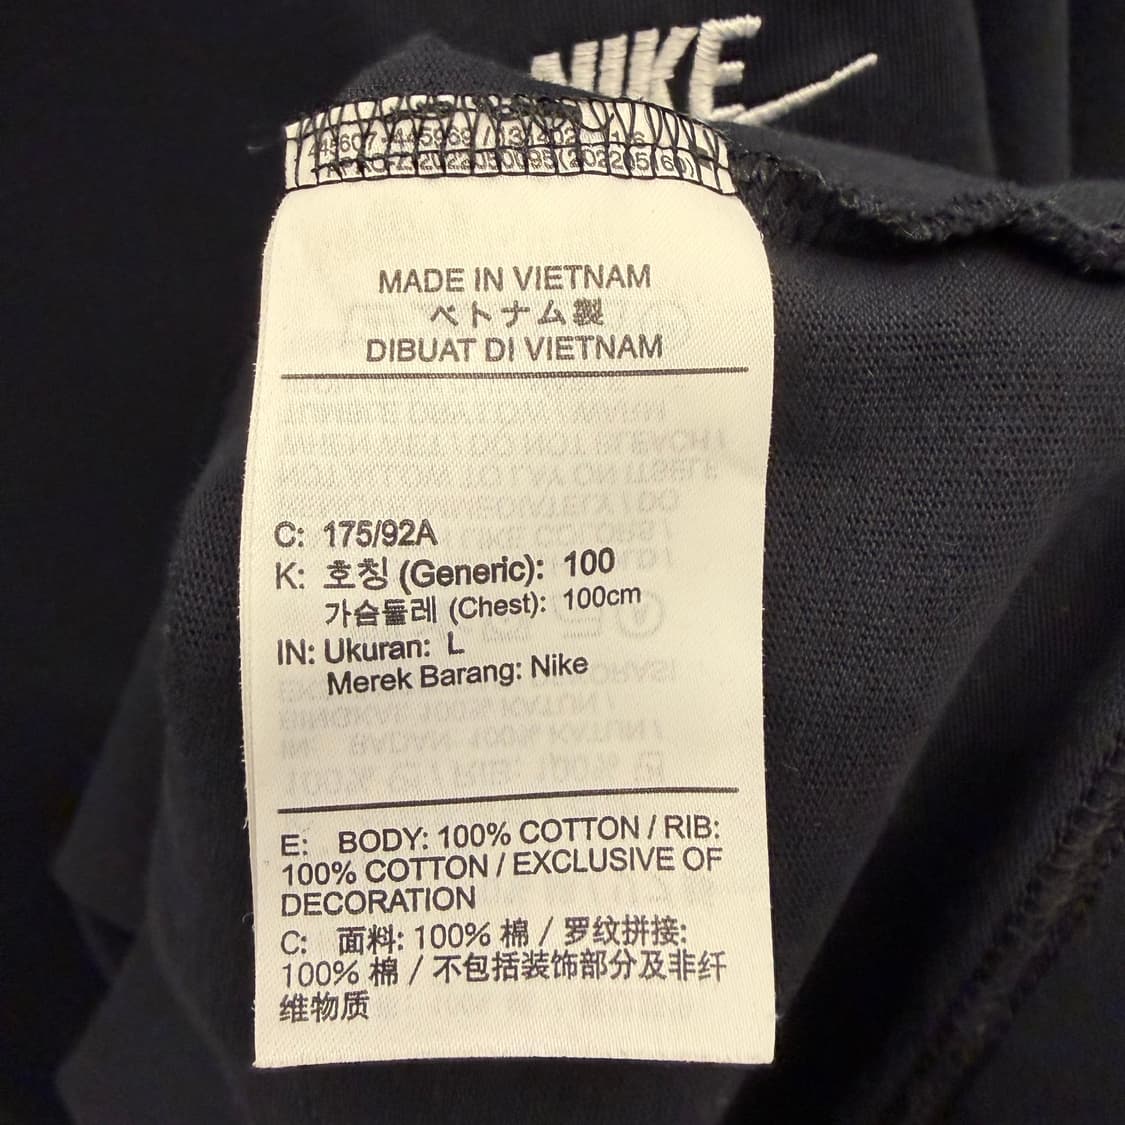 NIKE
MADE IN VIETNAM
ベトナム製
DIBUAT DI VIETNAM
C: 175/92A
K: 호칭 (Generic): 100
가슴둘레 (Chest): 100cm
IN: Ukuran: L
Merek Barang: Nike
E: BODY: 100% COTTON / RIB:
100% COTTON / EXCLUSIVE OF
DECORATION
C: 面料: 100% 棉 / 罗纹拼接:
100% 棉 / 不包括装饰部分及非纤
维物质